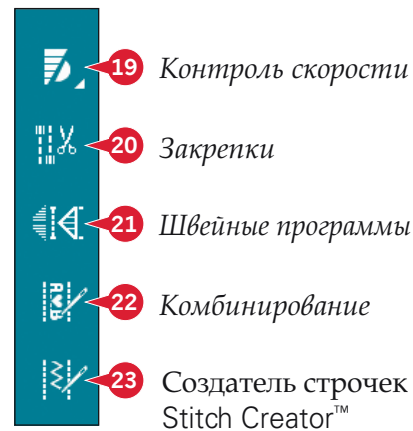 19 Контроль скорости
20 Закрепки
21 Швейные программы
22 Комбинирование
23 Создатель строчек
Stitch Creator™